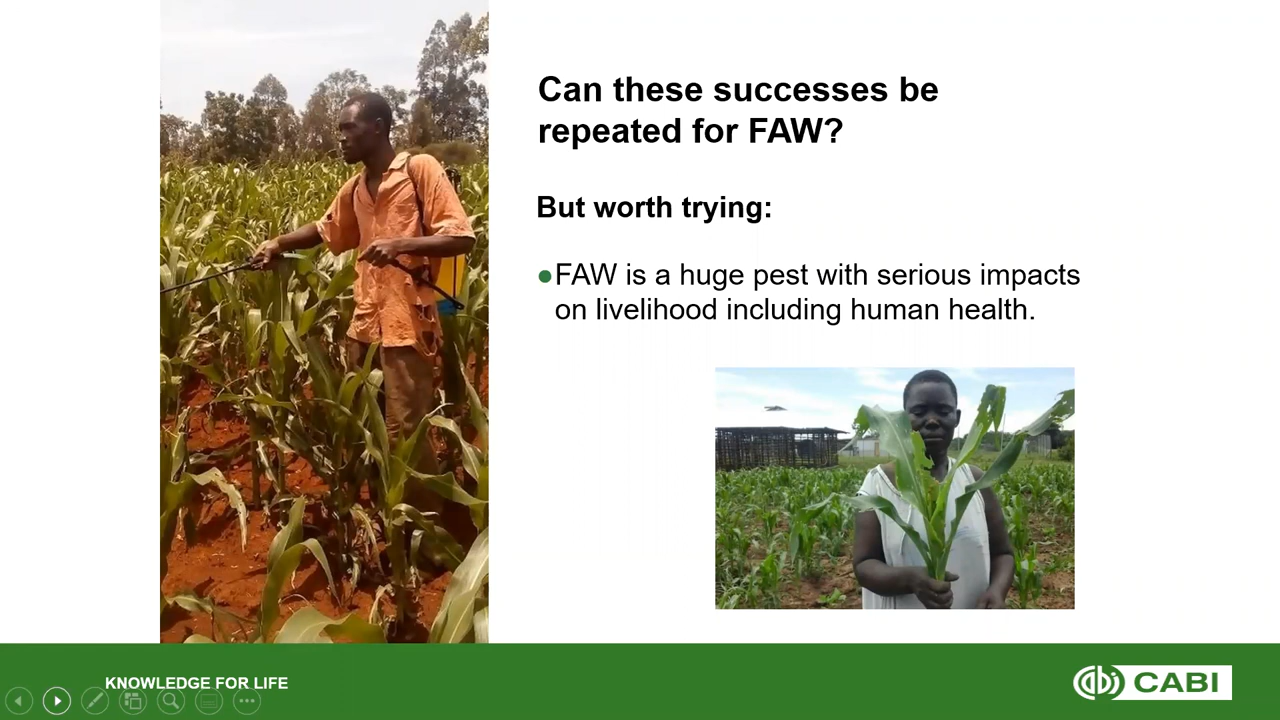 Can these successes be
repeated for FAW?
But worth trying:
●FAW is a huge pest with serious impacts
on livelihood including human health.
KNOWLEDGE FOR LIFE
CABI